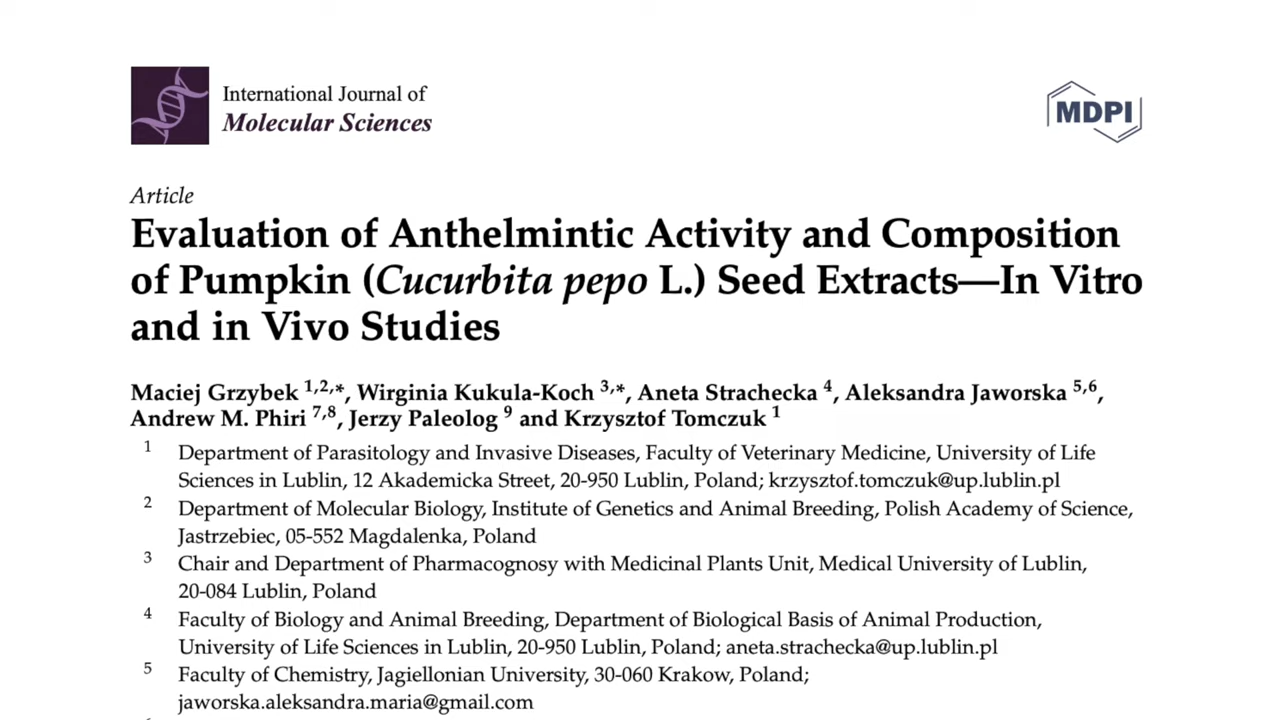 International Journal of
Molecular Sciences
MDPI
Article
Evaluation of Anthelmintic Activity and Composition
of Pumpkin (Cucurbita pepo L.) Seed Extracts—In Vitro
and in Vivo Studies
Maciej Grzybek 1,2,*, Wirginia Kukula-Koch 3,*, Aneta Strachecka 4, Aleksandra Jaworska 5,6,
Andrew M. Phiri 7,8, Jerzy Paleolog 9 and Krzysztof Tomczuk 1
1 Department of Parasitology and Invasive Diseases, Faculty of Veterinary Medicine, University of Life
Sciences in Lublin, 12 Akademicka Street, 20-950 Lublin, Poland; krzysztof.tomczuk@up.lublin.pl
2 Department of Molecular Biology, Institute of Genetics and Animal Breeding, Polish Academy of Science,
Jastrzebiec, 05-552 Magdalenka, Poland
3 Chair and Department of Pharmacognosy with Medicinal Plants Unit, Medical University of Lublin,
20-084 Lublin, Poland
4 Faculty of Biology and Animal Breeding, Department of Biological Basis of Animal Production,
University of Life Sciences in Lublin, 20-950 Lublin, Poland; aneta.strachecka@up.lublin.pl
5 Faculty of Chemistry, Jagiellonian University, 30-060 Krakow, Poland;
jaworska.aleksandra.maria@gmail.com